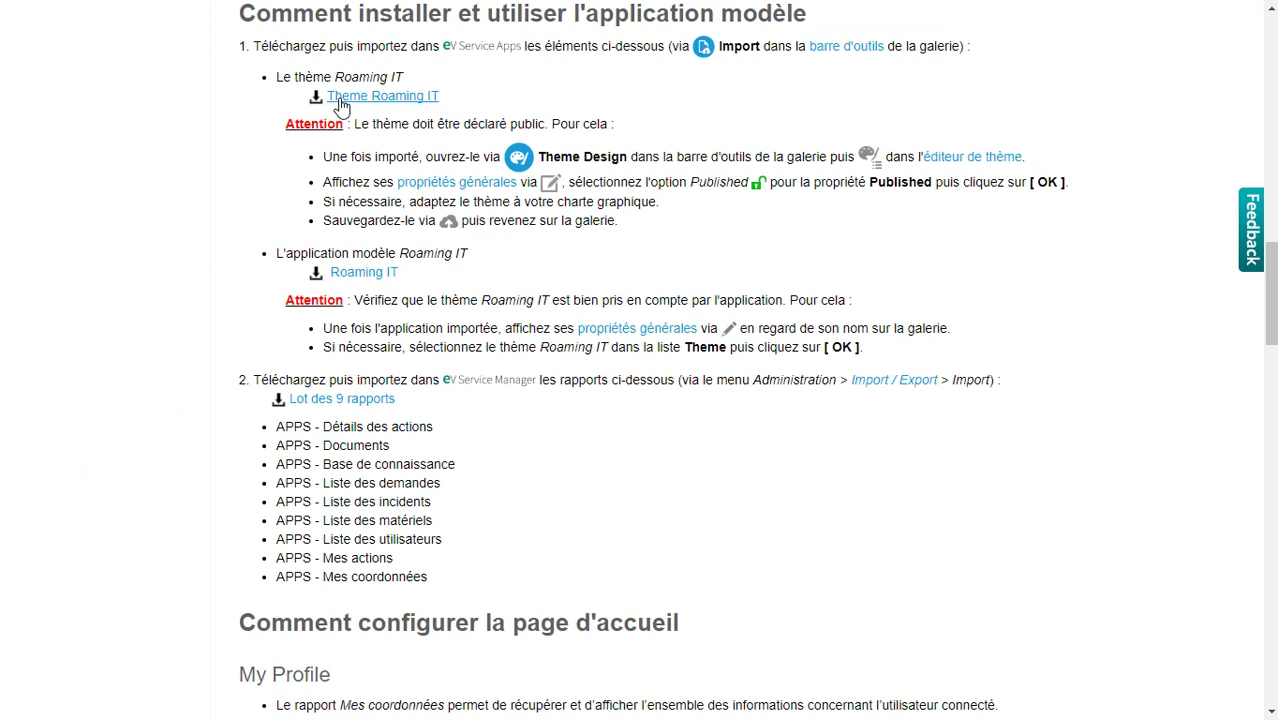 Comment installer et utiliser l'application modèle
1. Téléchargez puis importez dans eV Service Apps les éléments ci-dessous (via Import dans la barre d'outils de la galerie) :
• Le thème Roaming IT
Theme Roaming IT
Attention : Le thème doit être déclaré public. Pour cela :
• Une fois importé, ouvrez-le via Theme Design dans la barre d'outils de la galerie puis dans l'éditeur de thème.
• Affichez ses propriétés générales via , sélectionnez l'option Published pour la propriété Published puis cliquez sur [ OK ].
• Si nécessaire, adaptez le thème à votre charte graphique.
• Sauvegardez-le via puis revenez sur la galerie.
• L'application modèle Roaming IT
Roaming IT
Attention : Vérifiez que le thème Roaming IT est bien pris en compte par l'application. Pour cela :
• Une fois l'application importée, affichez ses propriétés générales via en regard de son nom sur la galerie.
• Si nécessaire, sélectionnez le thème Roaming IT dans la liste Theme puis cliquez sur [ OK ].
2. Téléchargez puis importez dans eV Service Manager les rapports ci-dessous (via le menu Administration > Import / Export > Import) :
Lot des 9 rapports
• APPS - Détails des actions
• APPS - Documents
• APPS - Base de connaissance
• APPS - Liste des demandes
• APPS - Liste des incidents
• APPS - Liste des matériels
• APPS - Liste des utilisateurs
• APPS - Mes actions
• APPS - Mes coordonnées
Comment configurer la page d'accueil
My Profile
• Le rapport Mes coordonnées permet de récupérer et d'afficher l'ensemble des informations concernant l'utilisateur connecté.
Feedback